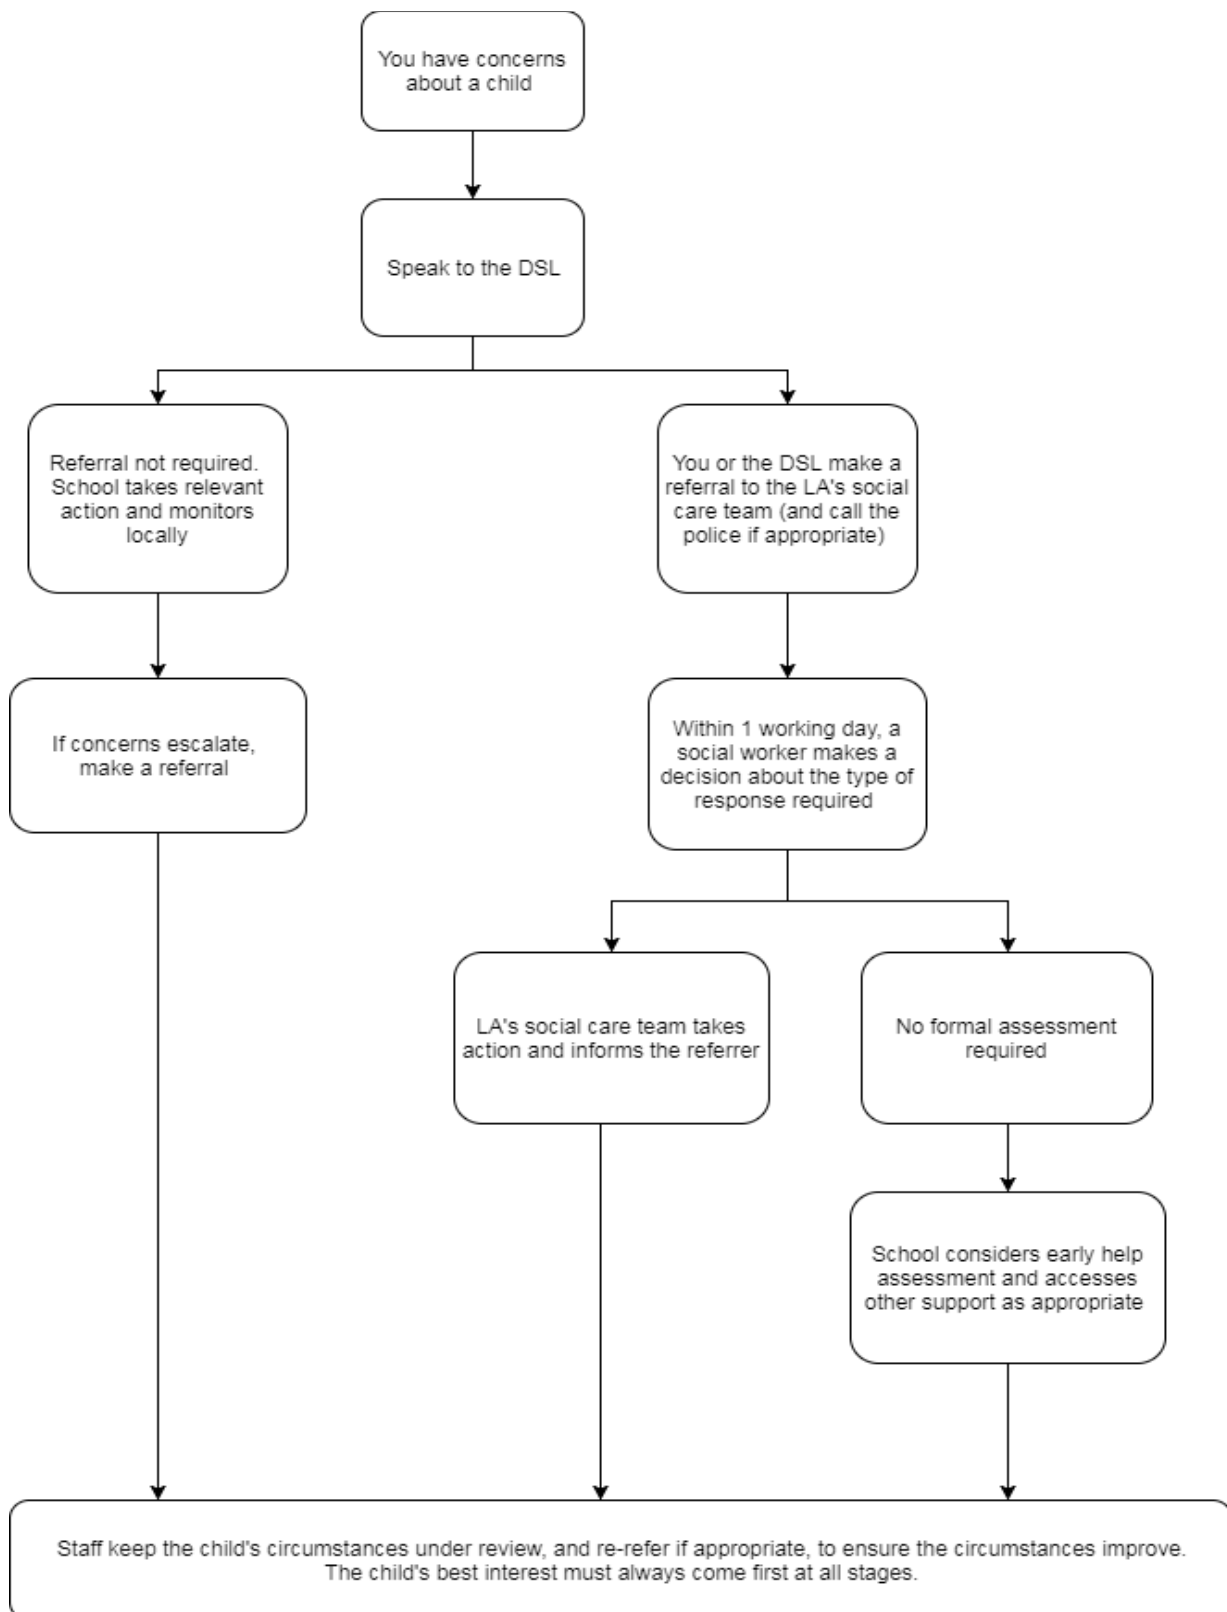 You have concerns
about a child
Speak to the DSL
Referral not required.
School takes relevant
action and monitors
locally
You or the DSL make a
referral to the LA's social
care team (and call the
police if appropriate)
If concerns escalate,
make a referral
Within 1 working day, a
social worker makes a
decision about the type of
response required
LA's social care team takes
action and informs the referrer
No formal assessment
required
School considers early help
assessment and accesses
other support as appropriate
Staff keep the child's circumstances under review, and re-refer if appropriate, to ensure the circumstances improve.
The child's best interest must always come first at all stages.